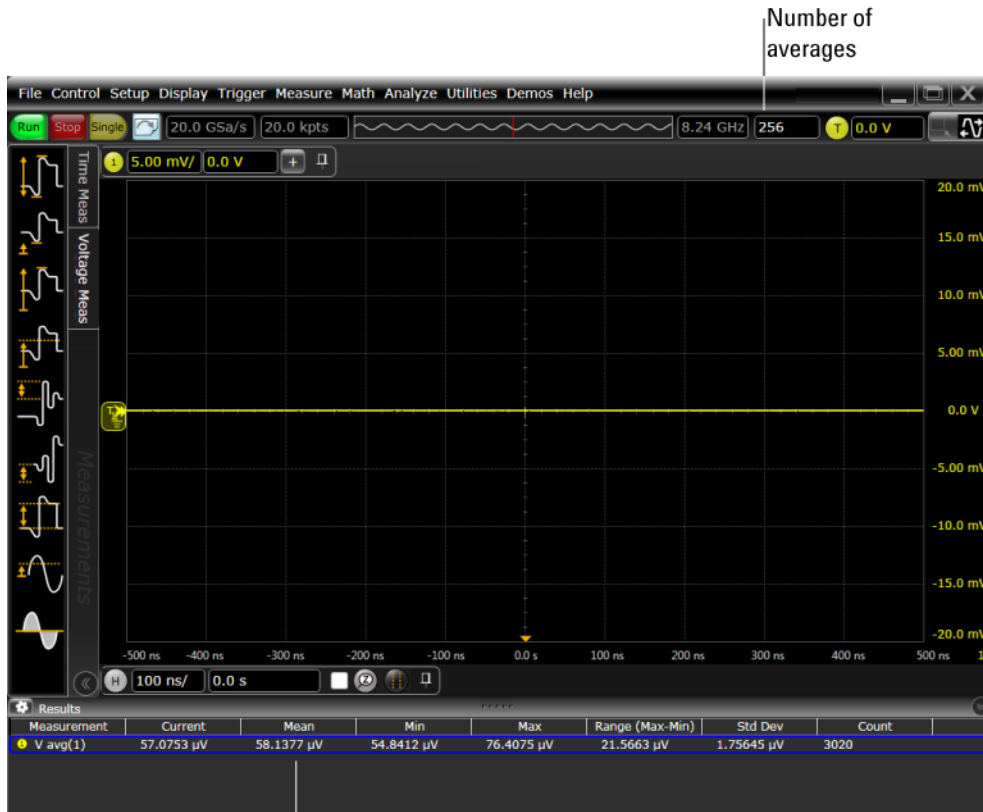 Number of
averages
File Control Setup Display Trigger Measure Math Analyze Utilities Demos Help
Run Stop Single 20.0 GSa/s 20.0 kpts 8.24 GHz 256 T 0.0 V
Time Meas
Voltage Meas
Measurements
1 5.00 mV/ 0.0 V +
20.0 mV
15.0 mV
10.0 mV
5.00 mV
T 0.0 V
-5.00 mV
-10.0 mV
-15.0 mV
-20.0 mV
-500 ns -400 ns -300 ns -200 ns -100 ns 0.0 s 100 ns 200 ns 300 ns 400 ns 500 ns 1
H 100 ns/ 0.0 s Z
Results
Measurement Current Mean Min Max Range (Max-Min) Std Dev Count
1 V avg(1) 57.0753 µV 58.1377 µV 54.8412 µV 76.4075 µV 21.5663 µV 1.75645 µV 3020